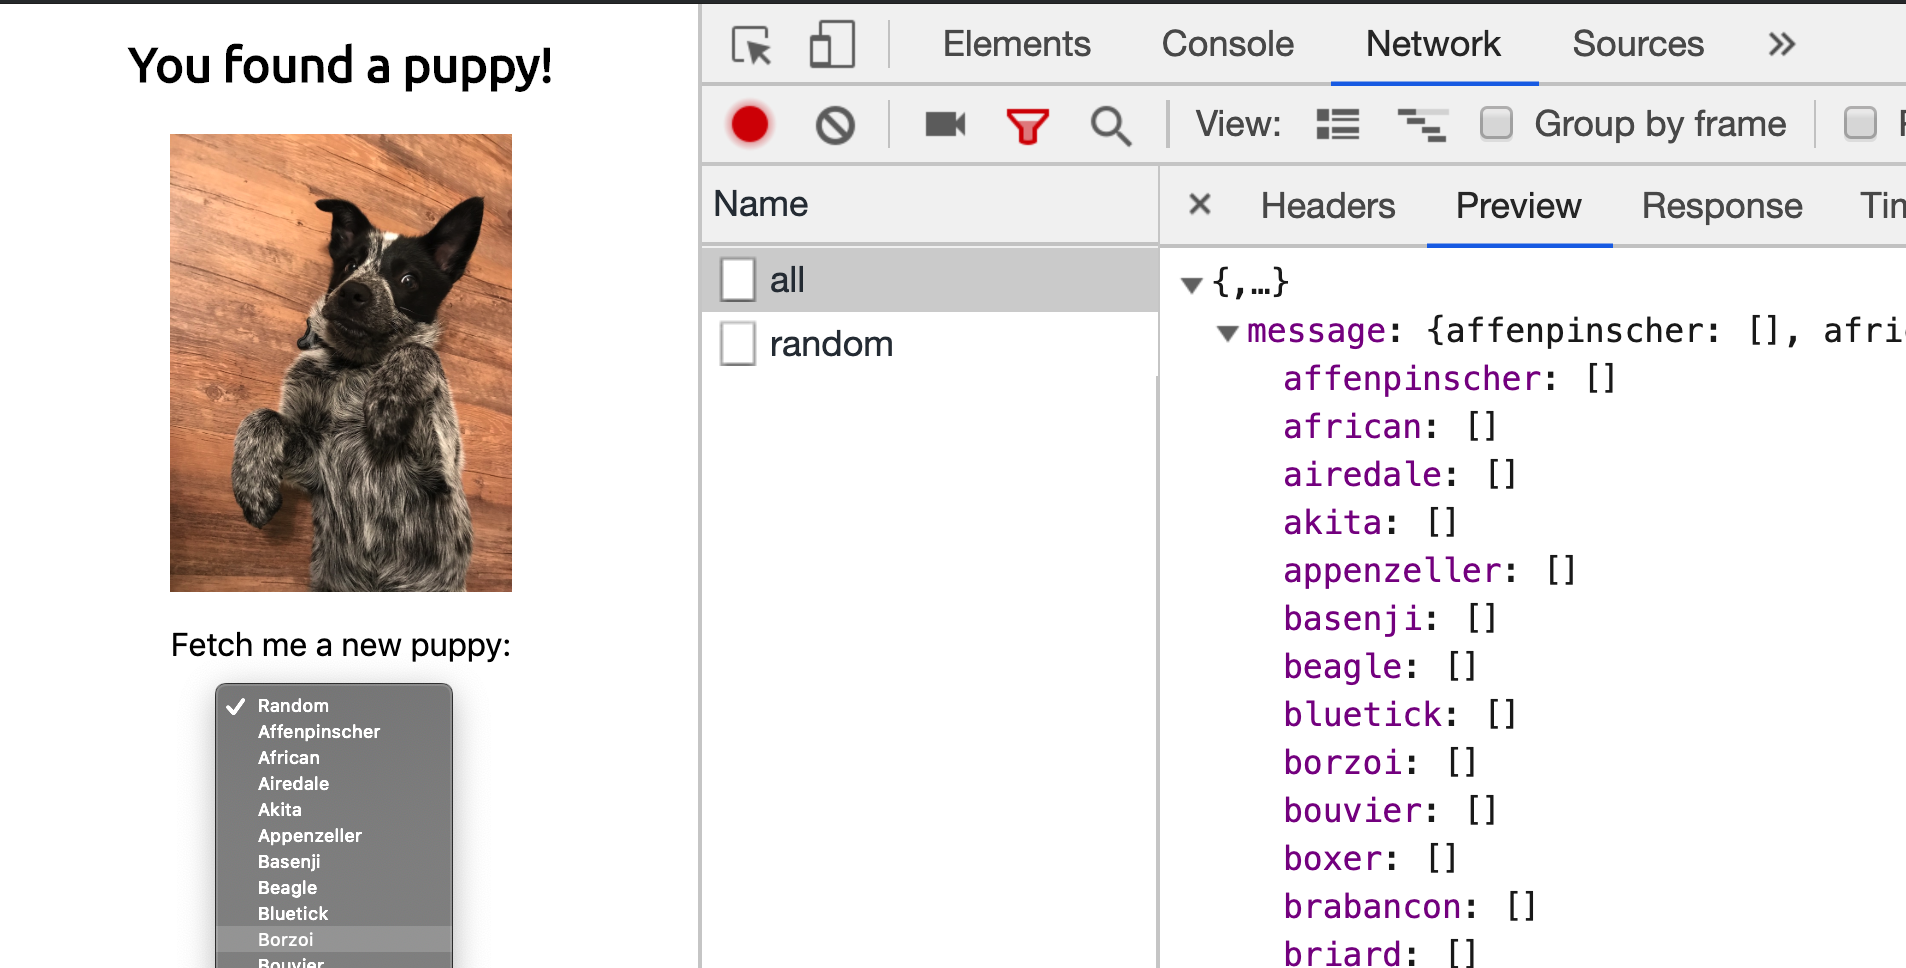 You found a puppy!
Fetch me a new puppy:
Random
Affenpinscher
African
Airedale
Akita
Appenzeller
Basenji
Beagle
Bluetick
Borzoi
Bouvier
Elements Console Network Sources »
View: Group by frame
Name
all
random
Headers Preview Response
{,…}
message: {affenpinscher: [], afri
affenpinscher: []
african: []
airedale: []
akita: []
appenzeller: []
basenji: []
beagle: []
bluetick: []
borzoi: []
bouvier: []
boxer: []
brabancon: []
briard: []